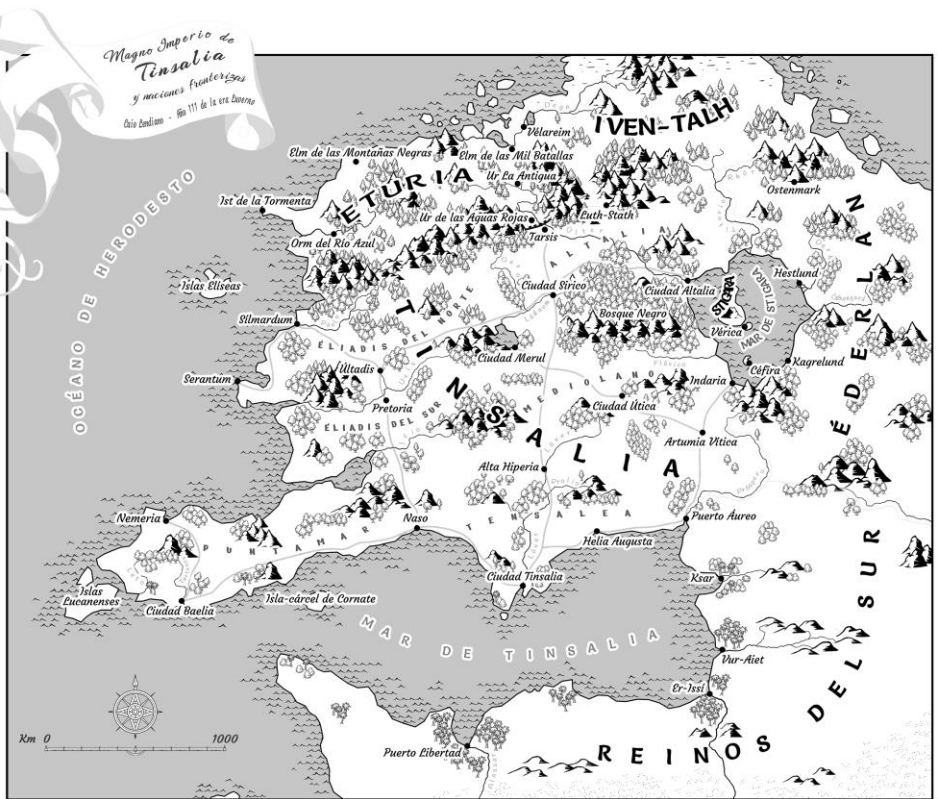 Magno Imperio de
Tinsalia
y naciones fronterizas
Caio Lendiano - Año 111 de la era Luverno
IVEN-TALH
Vélareim
Elm de las Montañas Negras
Elm de las Mil Batallas
Ur La Antigua
ETURIA
Ostenmark
Ist de la Tormenta
Ur de las Aguas Rojas
Luth-Stath
Tarsis
Orm del Río Azul
ALTALIA
OCÉANO DE HERODESTO
Islas Elíseas
Ciudad Sirico
Ciudad Altalia
STIGARA
MAR DE STIGARA
Hestlund
Silmardum
Bosque Negro
Vérica
ÉLIADIS DEL NORTE
Ciudad Merul
Céfira
Kagrelund
Serantum
Últadis
Indaria
ÉDERLAN
Pretoria
MEDIOLANO
Ciudad Útica
ÉLIADIS DEL SUR
TINSALIA
Artumia Vítica
Alta Hiperia
Nemeria
Naso
TENSALEA
Puerto Áureo
PUNTAMAR
Helia Augusta
Ciudad Tinsalia
Ksar
Islas
Lucanenses
Ciudad Baelia
Isla-cárcel de Cornate
MAR DE TINSALIA
Vur-Aiet
Er-Issi
REINOS DEL SUR
Km 0 1000
Puerto Libertad